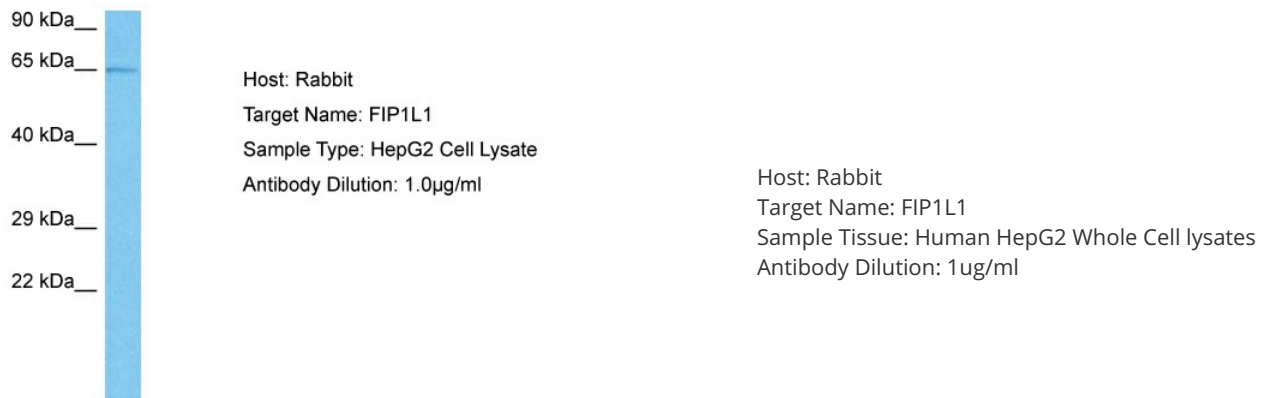 90 kDa__
65 kDa__
40 kDa__
29 kDa__
22 kDa__
Host: Rabbit
Target Name: FIP1L1
Sample Type: HepG2 Cell Lysate
Antibody Dilution: 1.0µg/ml
Host: Rabbit
Target Name: FIP1L1
Sample Tissue: Human HepG2 Whole Cell lysates
Antibody Dilution: 1ug/ml